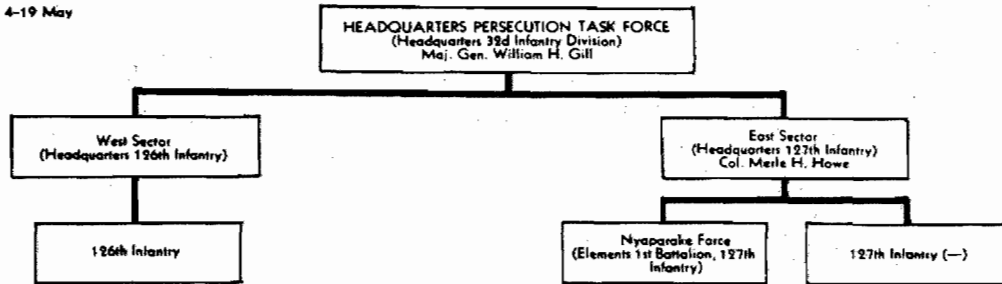 4-19 May
HEADQUARTERS PERSECUTION TASK FORCE
(Headquarters 32d Infantry Division)
Maj. Gen. William H. Gill
West Sector
(Headquarters 126th Infantry)
East Sector
(Headquarters 127th Infantry)
Col. Merle H. Howe
126th Infantry
Nyaparake Force
(Elements 1st Battalion, 127th
Infantry)
127th Infantry (—)